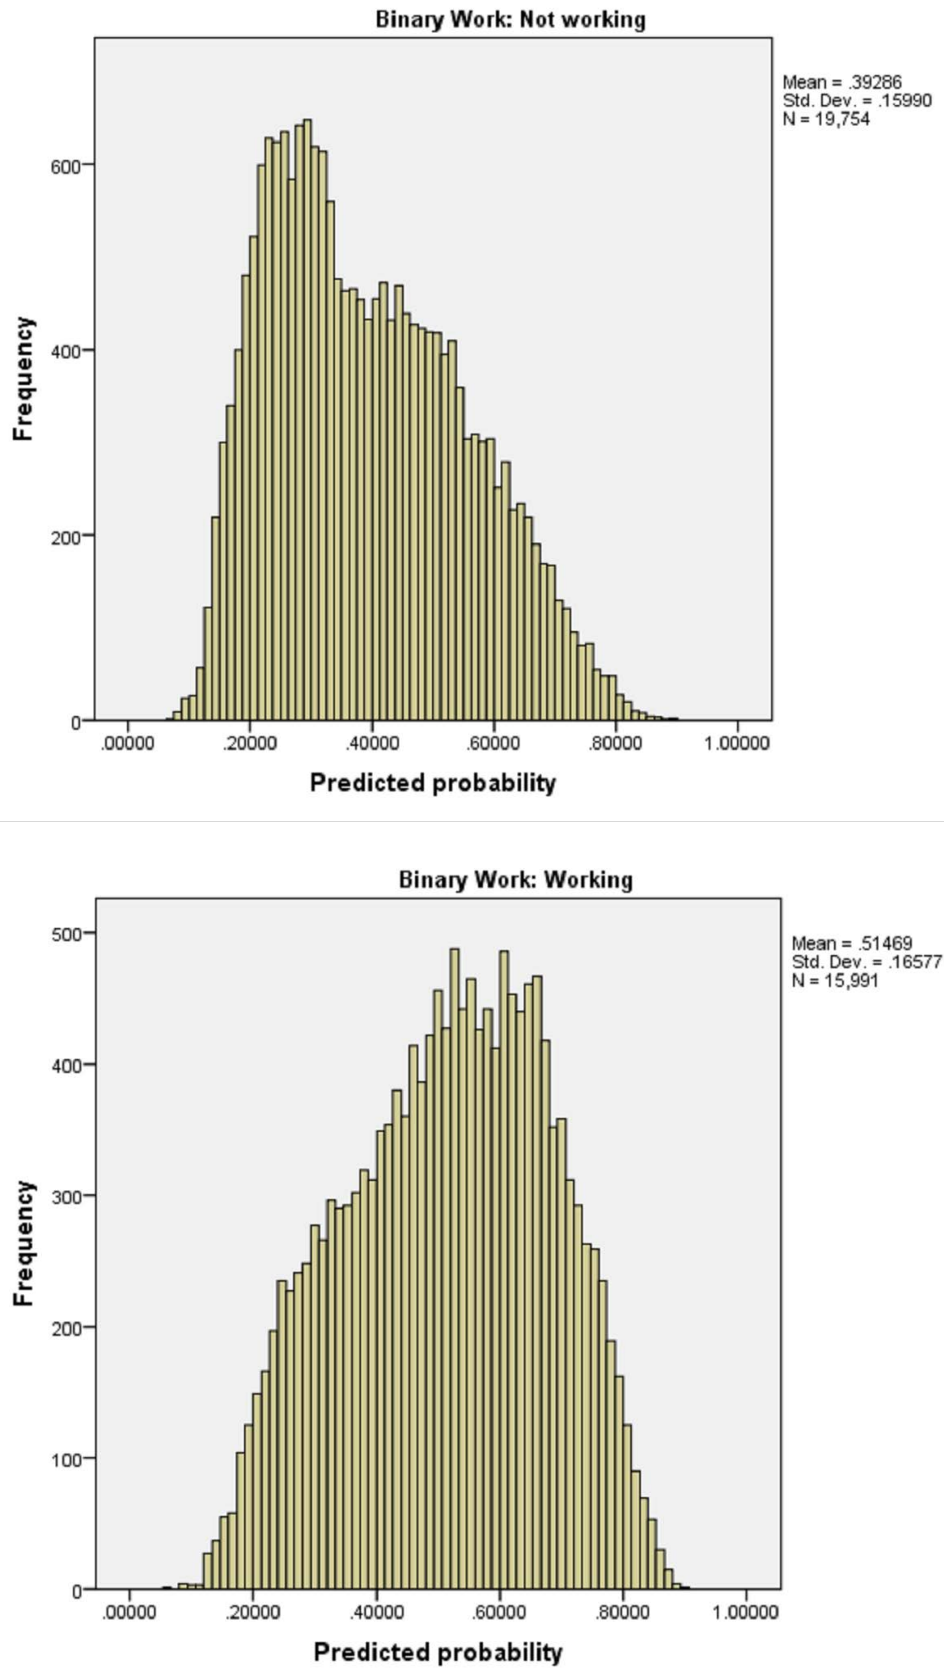 Binary Work: Not working
Mean = .39286
Std. Dev. = .15990
N = 19,754
600
400
200
0
Frequency
.00000 .20000 .40000 .60000 .80000 1.00000
Predicted probability
Binary Work: Working
Mean = .51469
Std. Dev. = .16577
N = 15,991
500
400
300
200
100
0
Frequency
.00000 .20000 .40000 .60000 .80000 1.00000
Predicted probability